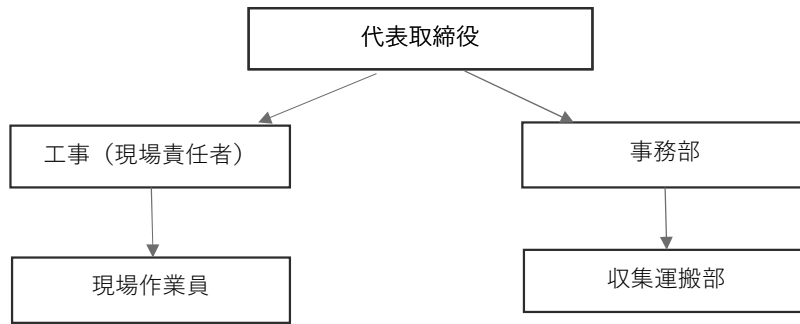 代表取締役
工事（現場責任者）
事務部
現場作業員
収集運搬部